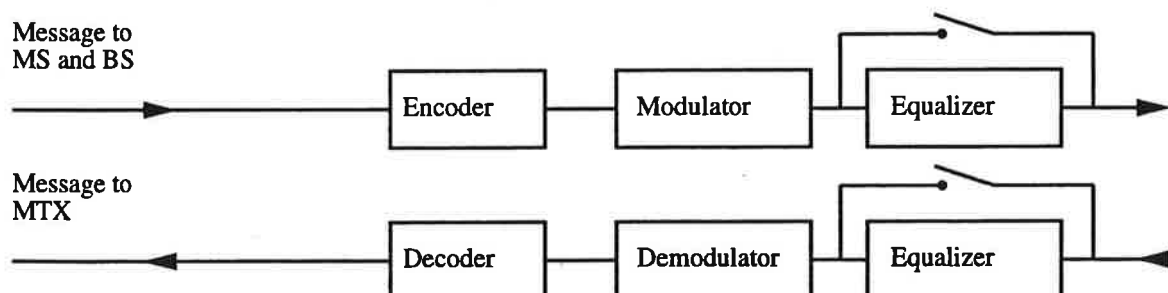 Message to
MS and BS
Encoder
Modulator
Equalizer
Message to
MTX
Decoder
Demodulator
Equalizer